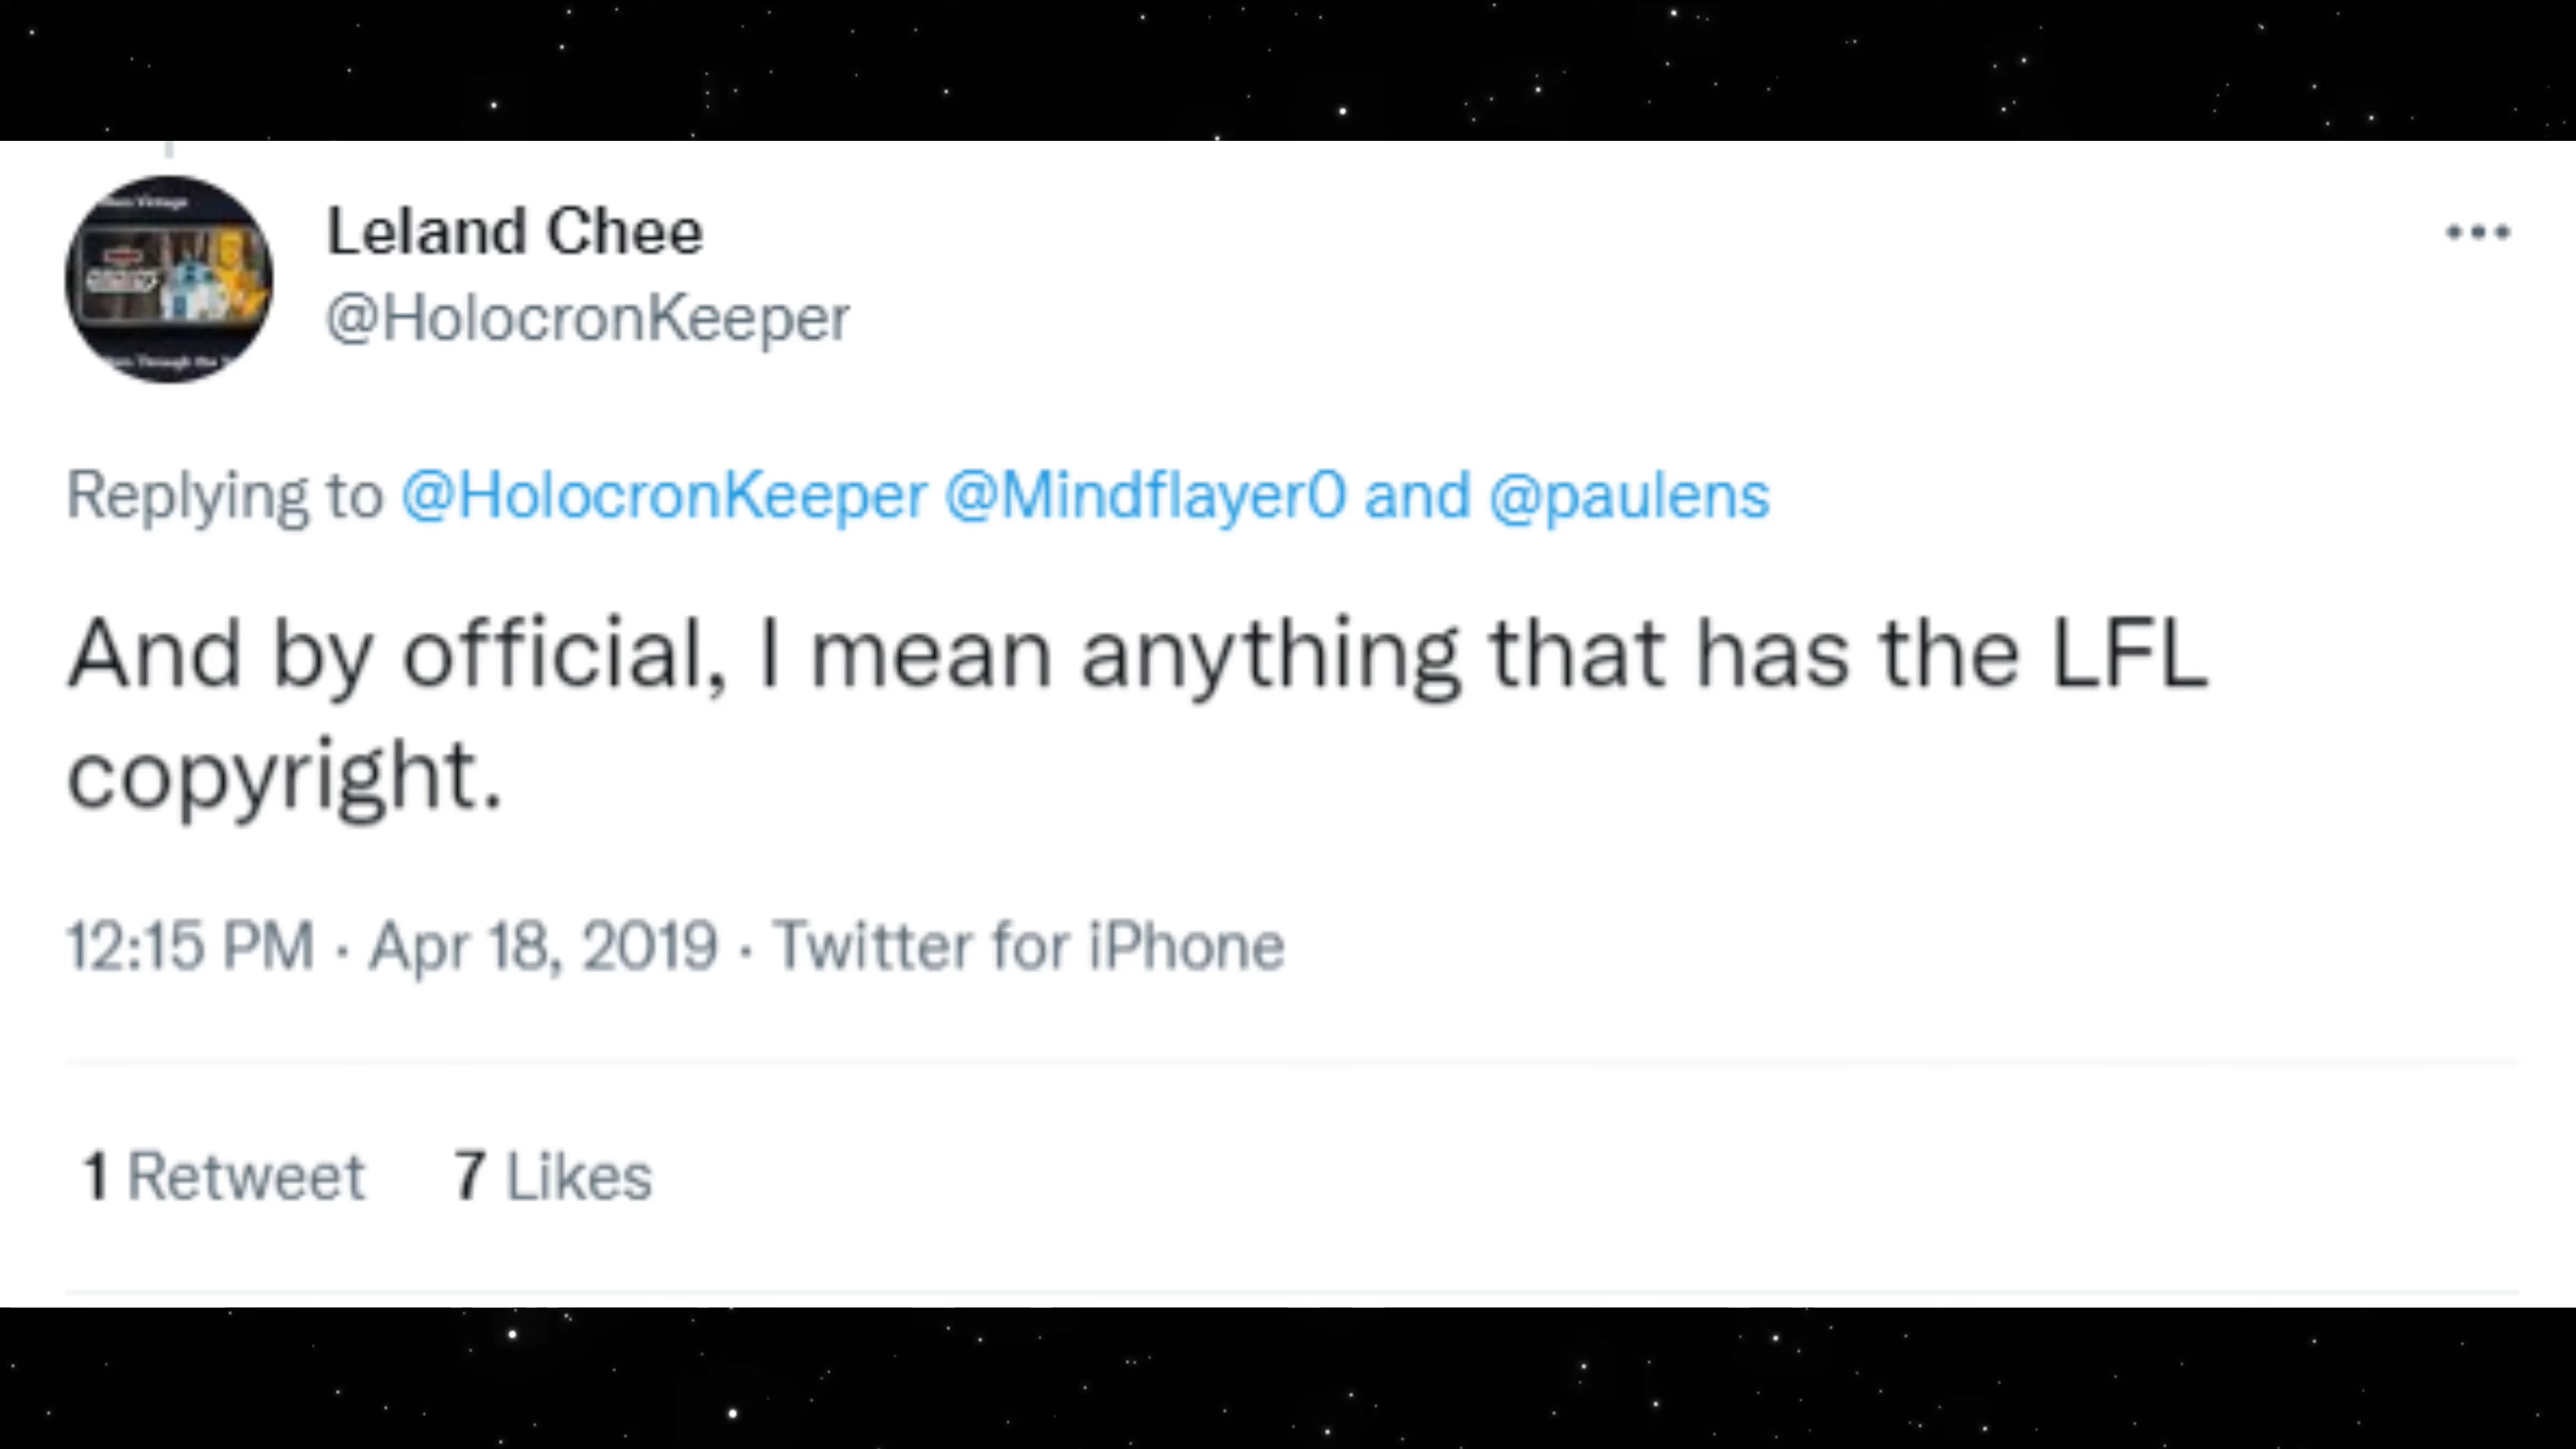 Leland Chee
@HolocronKeeper
Replying to @HolocronKeeper @Mindflayer0 and @paulens
And by official, I mean anything that has the LFL
copyright.
12:15 PM · Apr 18, 2019 · Twitter for iPhone
1 Retweet 7 Likes